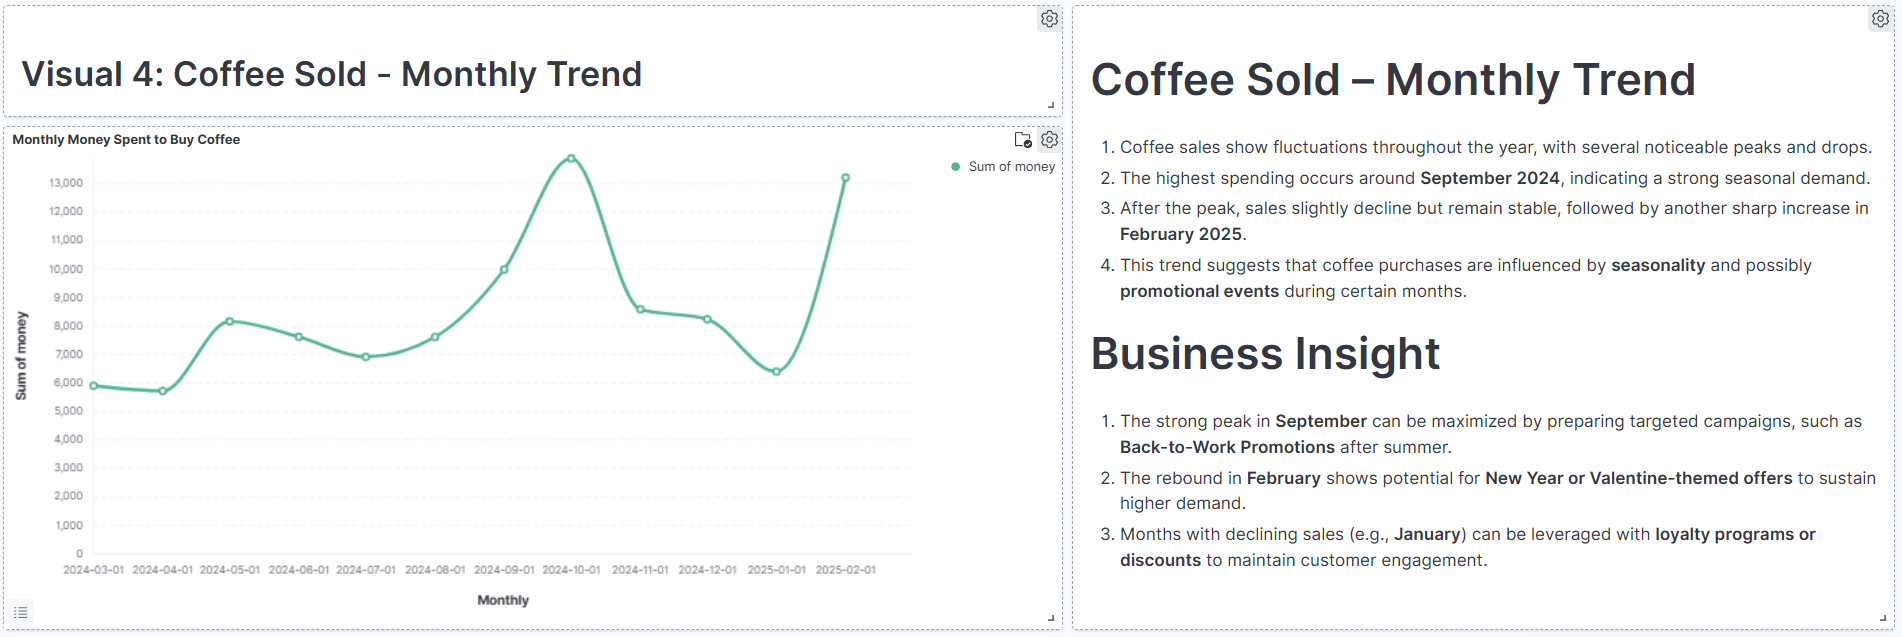 Visual 4: Coffee Sold - Monthly Trend
Monthly Money Spent to Buy Coffee
Sum of money
13,000
12,000
11,000
10,000
9,000
8,000
7,000
6,000
5,000
4,000
3,000
2,000
1,000
0
Sum of money
2024-03-01 2024-04-01 2024-05-01 2024-06-01 2024-07-01 2024-08-01 2024-09-01 2024-10-01 2024-11-01 2024-12-01 2025-01-01 2025-02-01
Monthly
Coffee Sold – Monthly Trend
1. Coffee sales show fluctuations throughout the year, with several noticeable peaks and drops.
2. The highest spending occurs around September 2024, indicating a strong seasonal demand.
3. After the peak, sales slightly decline but remain stable, followed by another sharp increase in
February 2025.
4. This trend suggests that coffee purchases are influenced by seasonality and possibly
promotional events during certain months.
Business Insight
1. The strong peak in September can be maximized by preparing targeted campaigns, such as
Back-to-Work Promotions after summer.
2. The rebound in February shows potential for New Year or Valentine-themed offers to sustain
higher demand.
3. Months with declining sales (e.g., January) can be leveraged with loyalty programs or
discounts to maintain customer engagement.